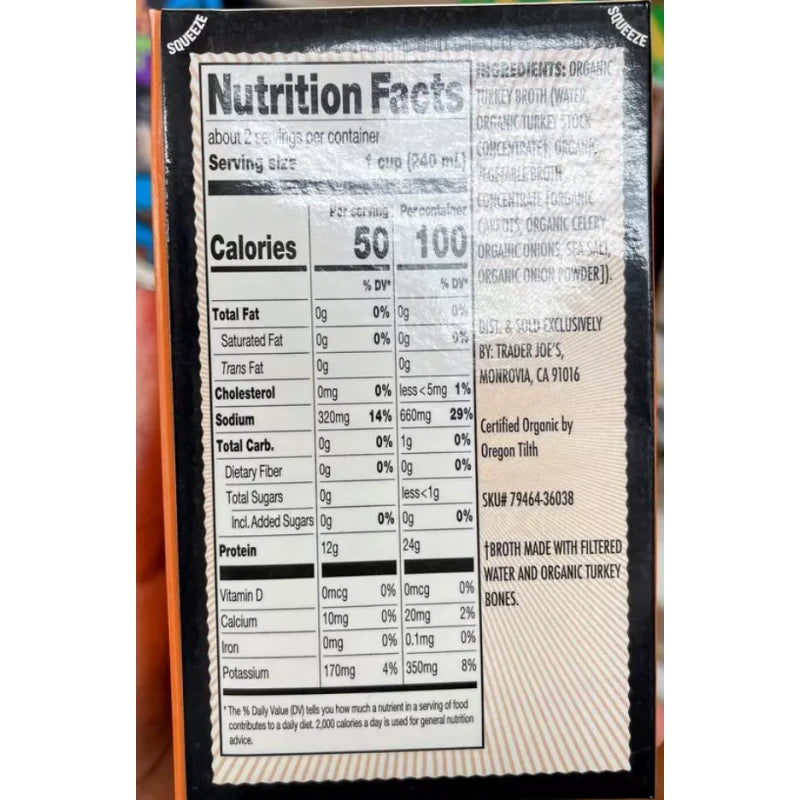 SQUEEZE
SQUEEZE
Nutrition Facts
about 2 servings per container
Serving size 1 cup (240 mL)
Per serving Per container
Calories 50 100
% DV* % DV*
Total Fat 0g 0% 0g 0%
Saturated Fat 0g 0% 0g 0%
Trans Fat 0g 0g
Cholesterol 0mg 0% less<5mg 1%
Sodium 320mg 14% 660mg 29%
Total Carb. 0g 0% 1g 0%
Dietary Fiber 0g 0% 0g 0%
Total Sugars 0g less<1g
Incl. Added Sugars 0g 0% 0g 0%
Protein 12g 24g
Vitamin D 0mcg 0% 0mcg 0%
Calcium 10mg 0% 20mg 2%
Iron 0mg 0% 0.1mg 0%
Potassium 170mg 4% 350mg 8%
* The % Daily Value (DV) tells you how much a nutrient in a serving of food
contributes to a daily diet. 2,000 calories a day is used for general nutrition
advice.
INGREDIENTS: ORGANIC
TURKEY BROTH (WATER,
ORGANIC TURKEY STOCK
CONCENTRATE†, ORGANIC
VEGETABLE BROTH
CONCENTRATE [ORGANIC
CARROTS, ORGANIC CELERY,
ORGANIC ONIONS, SEA SALT,
ORGANIC ONION POWDER]).
DIST. & SOLD EXCLUSIVELY
BY: TRADER JOE'S,
MONROVIA, CA 91016
Certified Organic by
Oregon Tilth
SKU# 79464-36038
†BROTH MADE WITH FILTERED
WATER AND ORGANIC TURKEY
BONES.